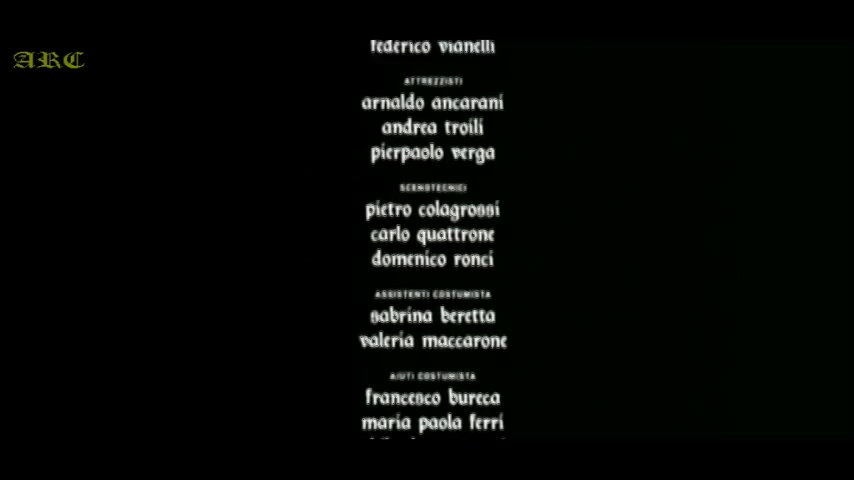 ARC
federico vianelli
ATTREZZISTI
arnaldo ancarani
andrea troili
pierpaolo verga
SCENOTECNICI
pietro colagrossi
carlo quattrone
domenico ronci
ASSISTENTI COSTUMISTA
sabrina beretta
valeria maccarone
AIUTI COSTUMISTA
francesco bureca
maria paola ferri